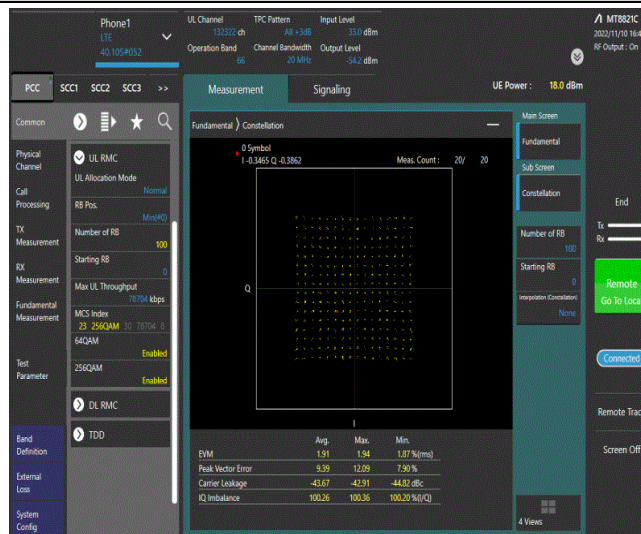 Phone1
LTE
40.10S#052
UL Channel TPC Pattern Input Level
132322 ch All +3dB 33.0 dBm
Operation Band Channel Bandwidth Output Level
66 20 MHz -54.2 dBm
MT8821C
2022/11/10 16:4
RF Output : On
PCC SCC1 SCC2 SCC3 >>
Measurement Signaling UE Power : 18.0 dBm
Common
Physical
Channel
Call
Processing
TX
Measurement
RX
Measurement
Fundamental
Measurement
Test
Parameter
Band
Definition
External
Loss
System
Config
UL RMC
UL Allocation Mode
Normal
RB Pos.
Min(#0)
Number of RB
100
Starting RB
0
Max UL Throughput
78704 kbps
MCS Index
23 256QAM 30 78704 8
64QAM
Enabled
256QAM
Enabled
DL RMC
TDD
Fundamental ⟩ Constellation
0 Symbol
I -0.3465 Q -0.3862 Meas. Count : 20/ 20
Q
I
Avg. Max. Min.
EVM 1.91 1.94 1.87 %(rms)
Peak Vector Error 9.39 12.09 7.90 %
Carrier Leakage -43.67 -42.91 -44.82 dBc
IQ Imbalance 100.26 100.36 100.20 %(I/Q)
Main Screen
Fundamental
Sub Screen
Constellation
Number of RB
100
Starting RB
0
Interpolation (Constellation)
None
4 Views
End
Tx
Rx
Remote
Go To Loca
Connected
Remote Trac
Screen Off